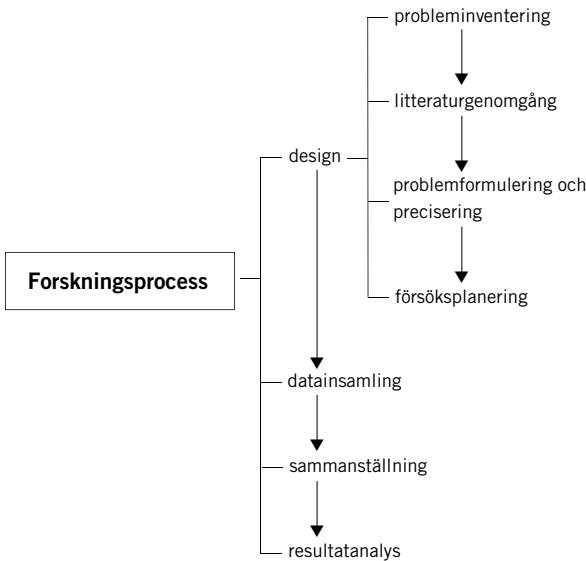 probleminventering
litteraturgenomgång
design
problemformulering och
precisering
Forskningsprocess
försöksplanering
datainsamling
sammanställning
resultatanalys